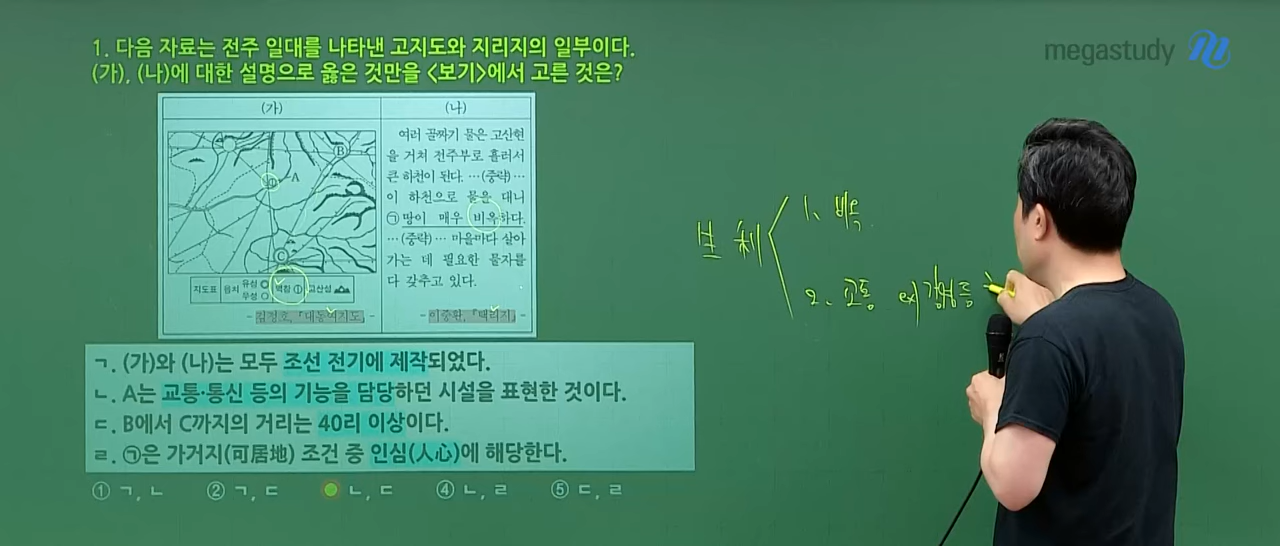 1. 다음 자료는 전주 일대를 나타낸 고지도와 지리지의 일부이다.
(가), (나)에 대한 설명으로 옳은 것만을 <보기>에서 고른 것은?
megastudy
(가)
(나)
B
A
C
지도표 읍치 유성 무성 역참 고산성
- 김정호, 『대동여지도』 -
여러 골짜기 물은 고산현
을 거쳐 전주부로 흘러서
큰 하천이 된다. …(중략)…
이 하천으로 물을 대니
㉠ 땅이 매우 비옥하다.
…(중략)… 마을마다 살아
가는 데 필요한 물자를
다 갖추고 있다.
- 이중환, 『택리지』 -
ㄱ. (가)와 (나)는 모두 조선 전기에 제작되었다.
ㄴ. A는 교통·통신 등의 기능을 담당하던 시설을 표현한 것이다.
ㄷ. B에서 C까지의 거리는 40리 이상이다.
ㄹ. ㉠은 가거지(可居地) 조건 중 인심(人心)에 해당한다.
① ㄱ, ㄴ ② ㄱ, ㄷ ㄴ, ㄷ ④ ㄴ, ㄹ ⑤ ㄷ, ㄹ
1. 비옥
2. 교통